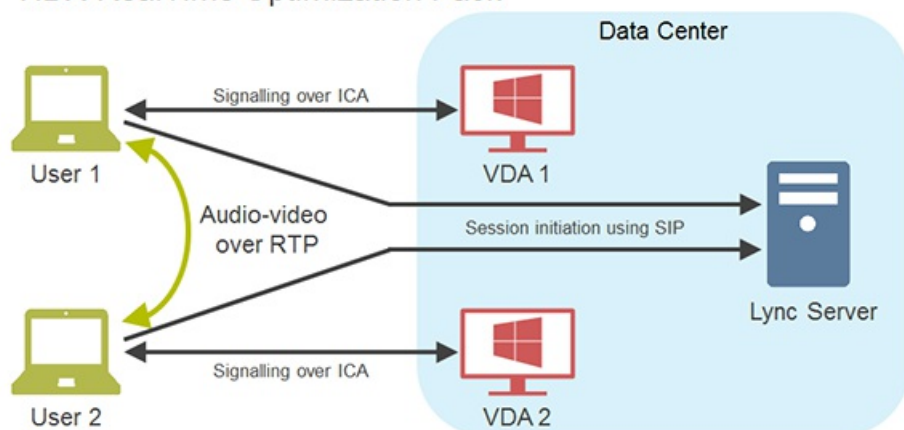 Data Center
Signalling over ICA
User 1
VDA 1
Audio-video
over RTP
Session initiation using SIP
Lync Server
Signalling over ICA
User 2
VDA 2